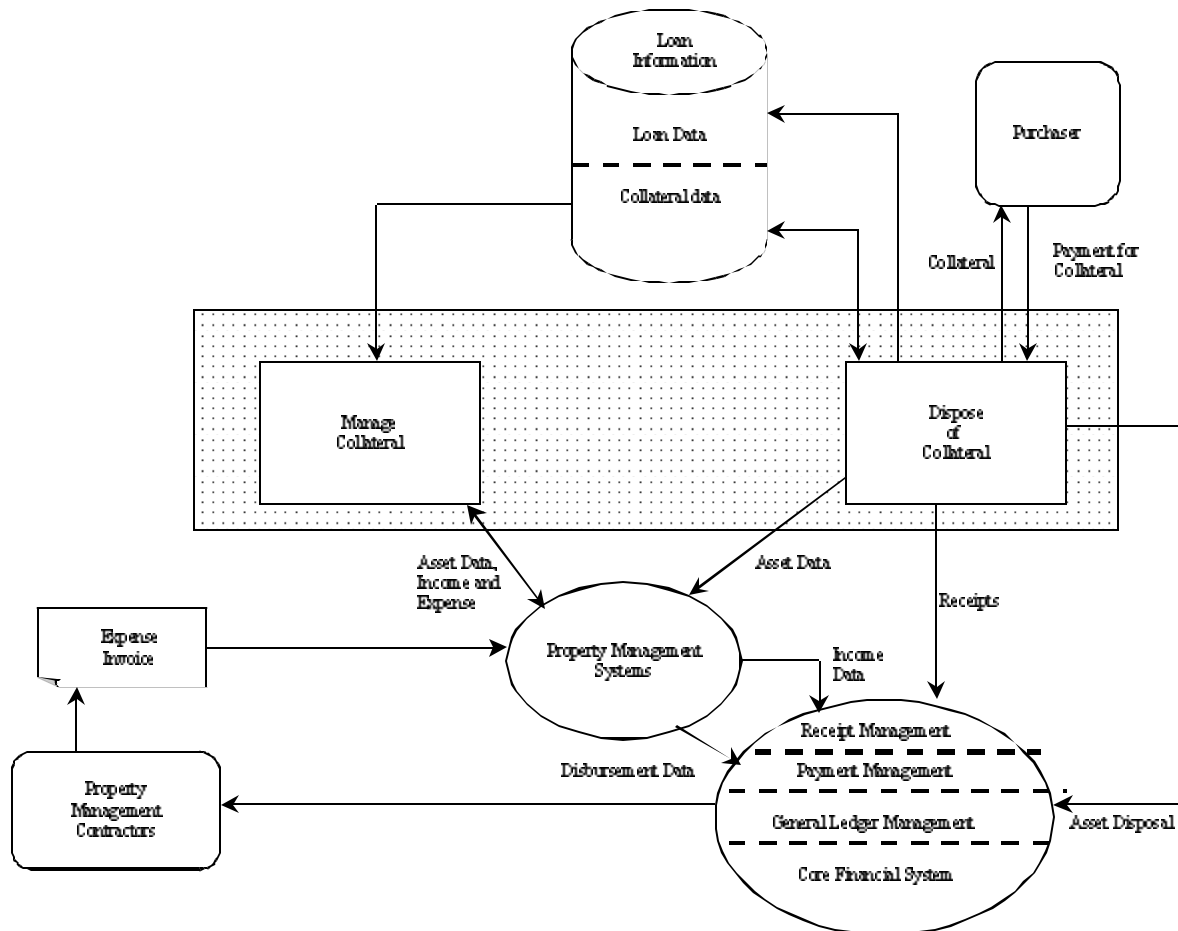 Loan
Information
Loan Data
Collateral data
Purchaser
Collateral
Payment for
Collateral
Manage
Collateral
Dispose
of
Collateral
Asset Data,
Income and
Expense
Asset Data
Receipts
Expense
Invoice
Property Management
Systems
Income
Data
Receipt Management
Disbursement Data
Payment Management
Property
Management
Contractors
General Ledger Management
Asset Disposal
Core Financial System